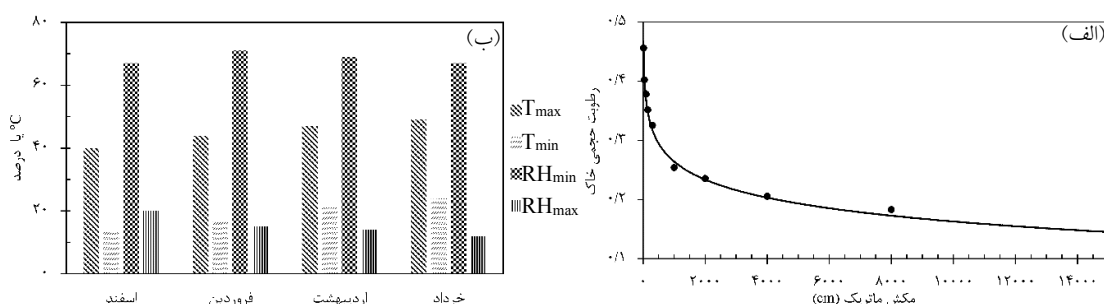 (الف)
رطوبت حجمی خاک
۰/۵
۰/۴
۰/۳
۰/۲
۰/۱
۰ ۲۰۰۰ ۴۰۰۰ ۶۰۰۰ ۸۰۰۰ ۱۰۰۰۰ ۱۲۰۰۰ ۱۴۰۰۰
مکش ماتریک (cm)
(ب)
°C یا درصد
۸۰
۶۰
۴۰
۲۰
۰
اسفند فروردین اردیبهشت خرداد
Tmax
Tmin
RHmin
RHmax